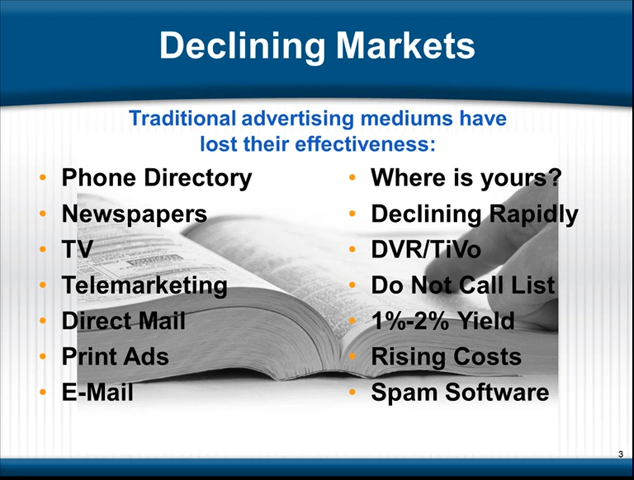 Declining Markets
Traditional advertising mediums have
lost their effectiveness:
• Phone Directory
• Newspapers
• TV
• Telemarketing
• Direct Mail
• Print Ads
• E-Mail
• Where is yours?
• Declining Rapidly
• DVR/TiVo
• Do Not Call List
• 1%-2% Yield
• Rising Costs
• Spam Software
3